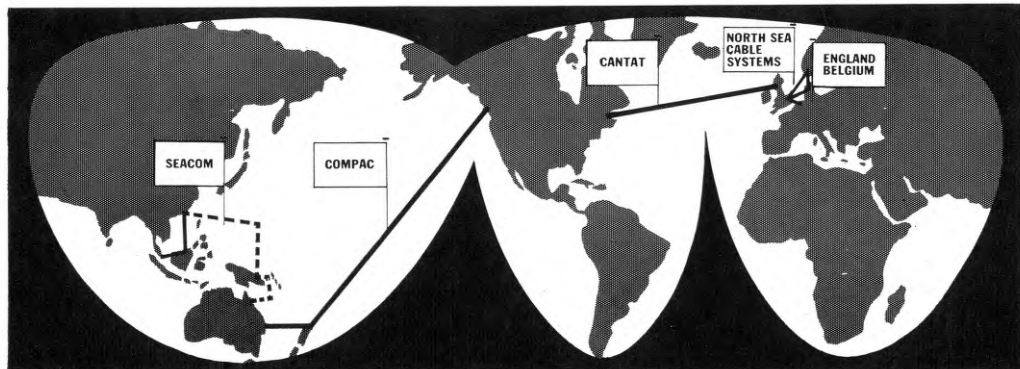 SEACOM
COMPAC
CANTAT
NORTH SEA
CABLE
SYSTEMS
ENGLAND
BELGIUM